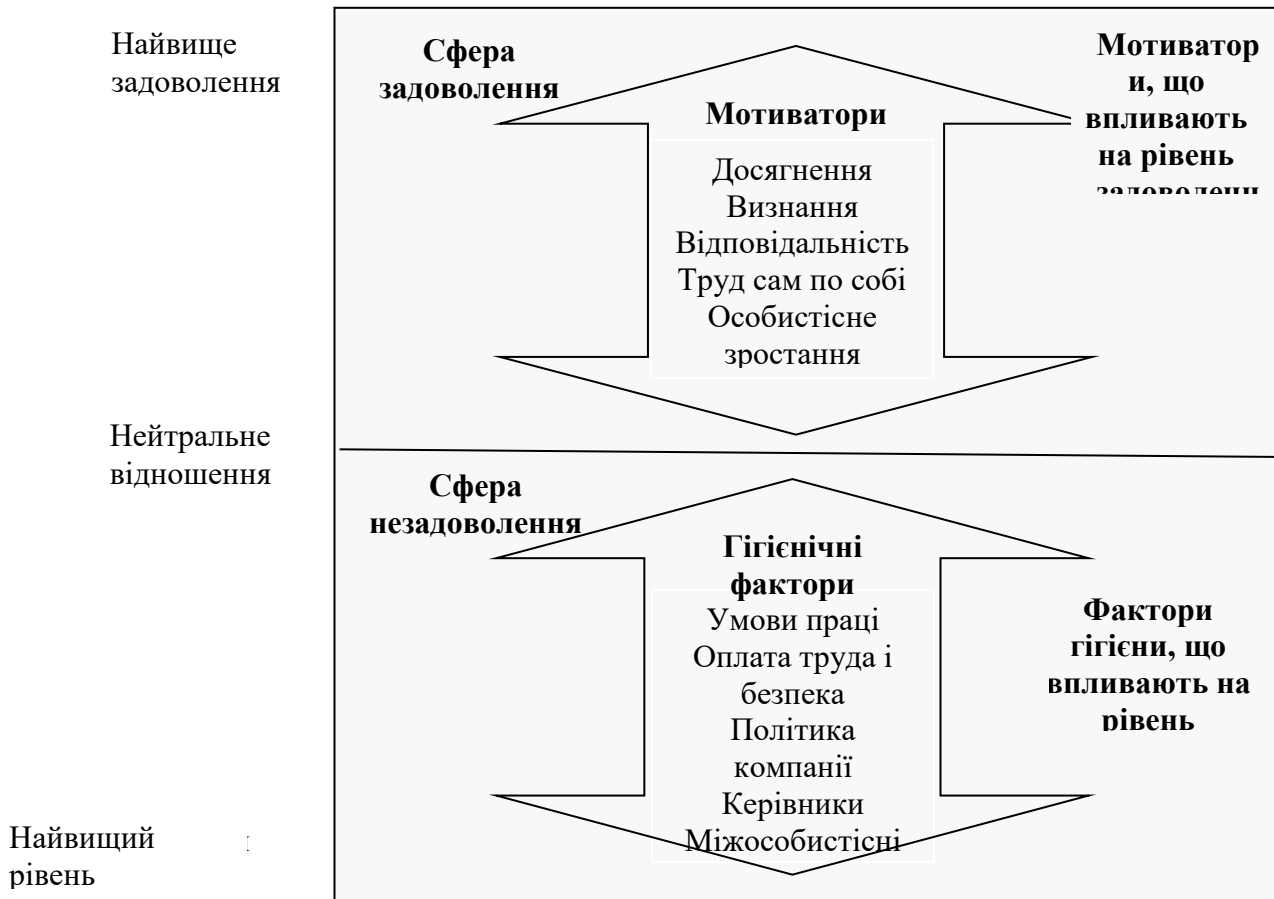 Найвище
задоволення
Сфера
задоволення
Мотиватори
Досягнення
Визнання
Відповідальність
Труд сам по собі
Особистісне
зростання
Мотиватор
и, що
впливають
на рівень
Нейтральне
відношення
Сфера
незадоволення
Гігієнічні
фактори
Умови праці
Оплата труда і
безпека
Політика
компанії
Керівники
Міжособистісні
Фактори
гігієни, що
впливають на
рівень
Найвищий
рівень